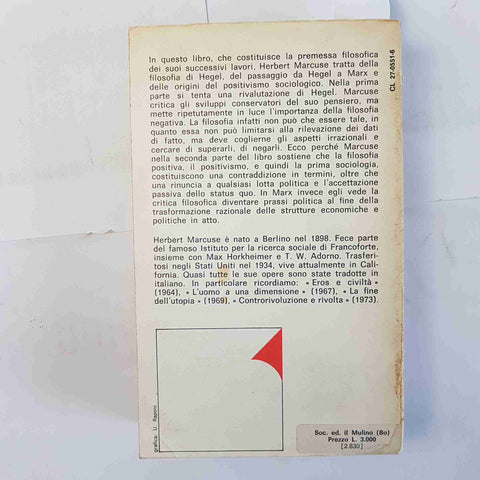 In questo libro, che costituisce la premessa filosofica
dei suoi successivi lavori, Herbert Marcuse tratta della
filosofia di Hegel, del passaggio da Hegel a Marx e
delle origini del positivismo sociologico. Nella prima
parte si tenta una rivalutazione di Hegel. Marcuse
critica gli sviluppi conservatori del suo pensiero, ma
mette ripetutamente in luce l'importanza della filosofia
negativa. La filosofia infatti non può che essere tale, in
quanto essa non può limitarsi alla rilevazione dei dati
di fatto, ma deve coglierne gli aspetti irrazionali e
cercare di superarli, di negarli. Ecco perché Marcuse
nella seconda parte del libro sostiene che la filosofia
positiva, il positivismo, e quindi la prima sociologia,
costituiscono una contraddizione in termini, oltre che
una rinuncia a qualsiasi lotta politica e l'accettazione
passiva dello status quo. In Marx invece egli vede la
critica filosofica diventare prassi politica al fine della
trasformazione razionale delle strutture economiche e
politiche in atto.
Herbert Marcuse è nato a Berlino nel 1898. Fece parte
del famoso Istituto per la ricerca sociale di Francoforte,
insieme con Max Horkheimer e T. W. Adorno. Trasferi-
tosi negli Stati Uniti nel 1934, vive attualmente in Cali-
fornia. Quasi tutte le sue opere sono state tradotte in
italiano. In particolare ricordiamo: « Eros e civiltà »
(1964), « L'uomo a una dimensione » (1967), « La fine
dell'utopia » (1969), « Controrivoluzione e rivolta » (1973).
CL 27-0551-6
grafica: U. Raponi
Soc. ed. il Mulino (Bo)
Prezzo L. 3.000
[2.830]